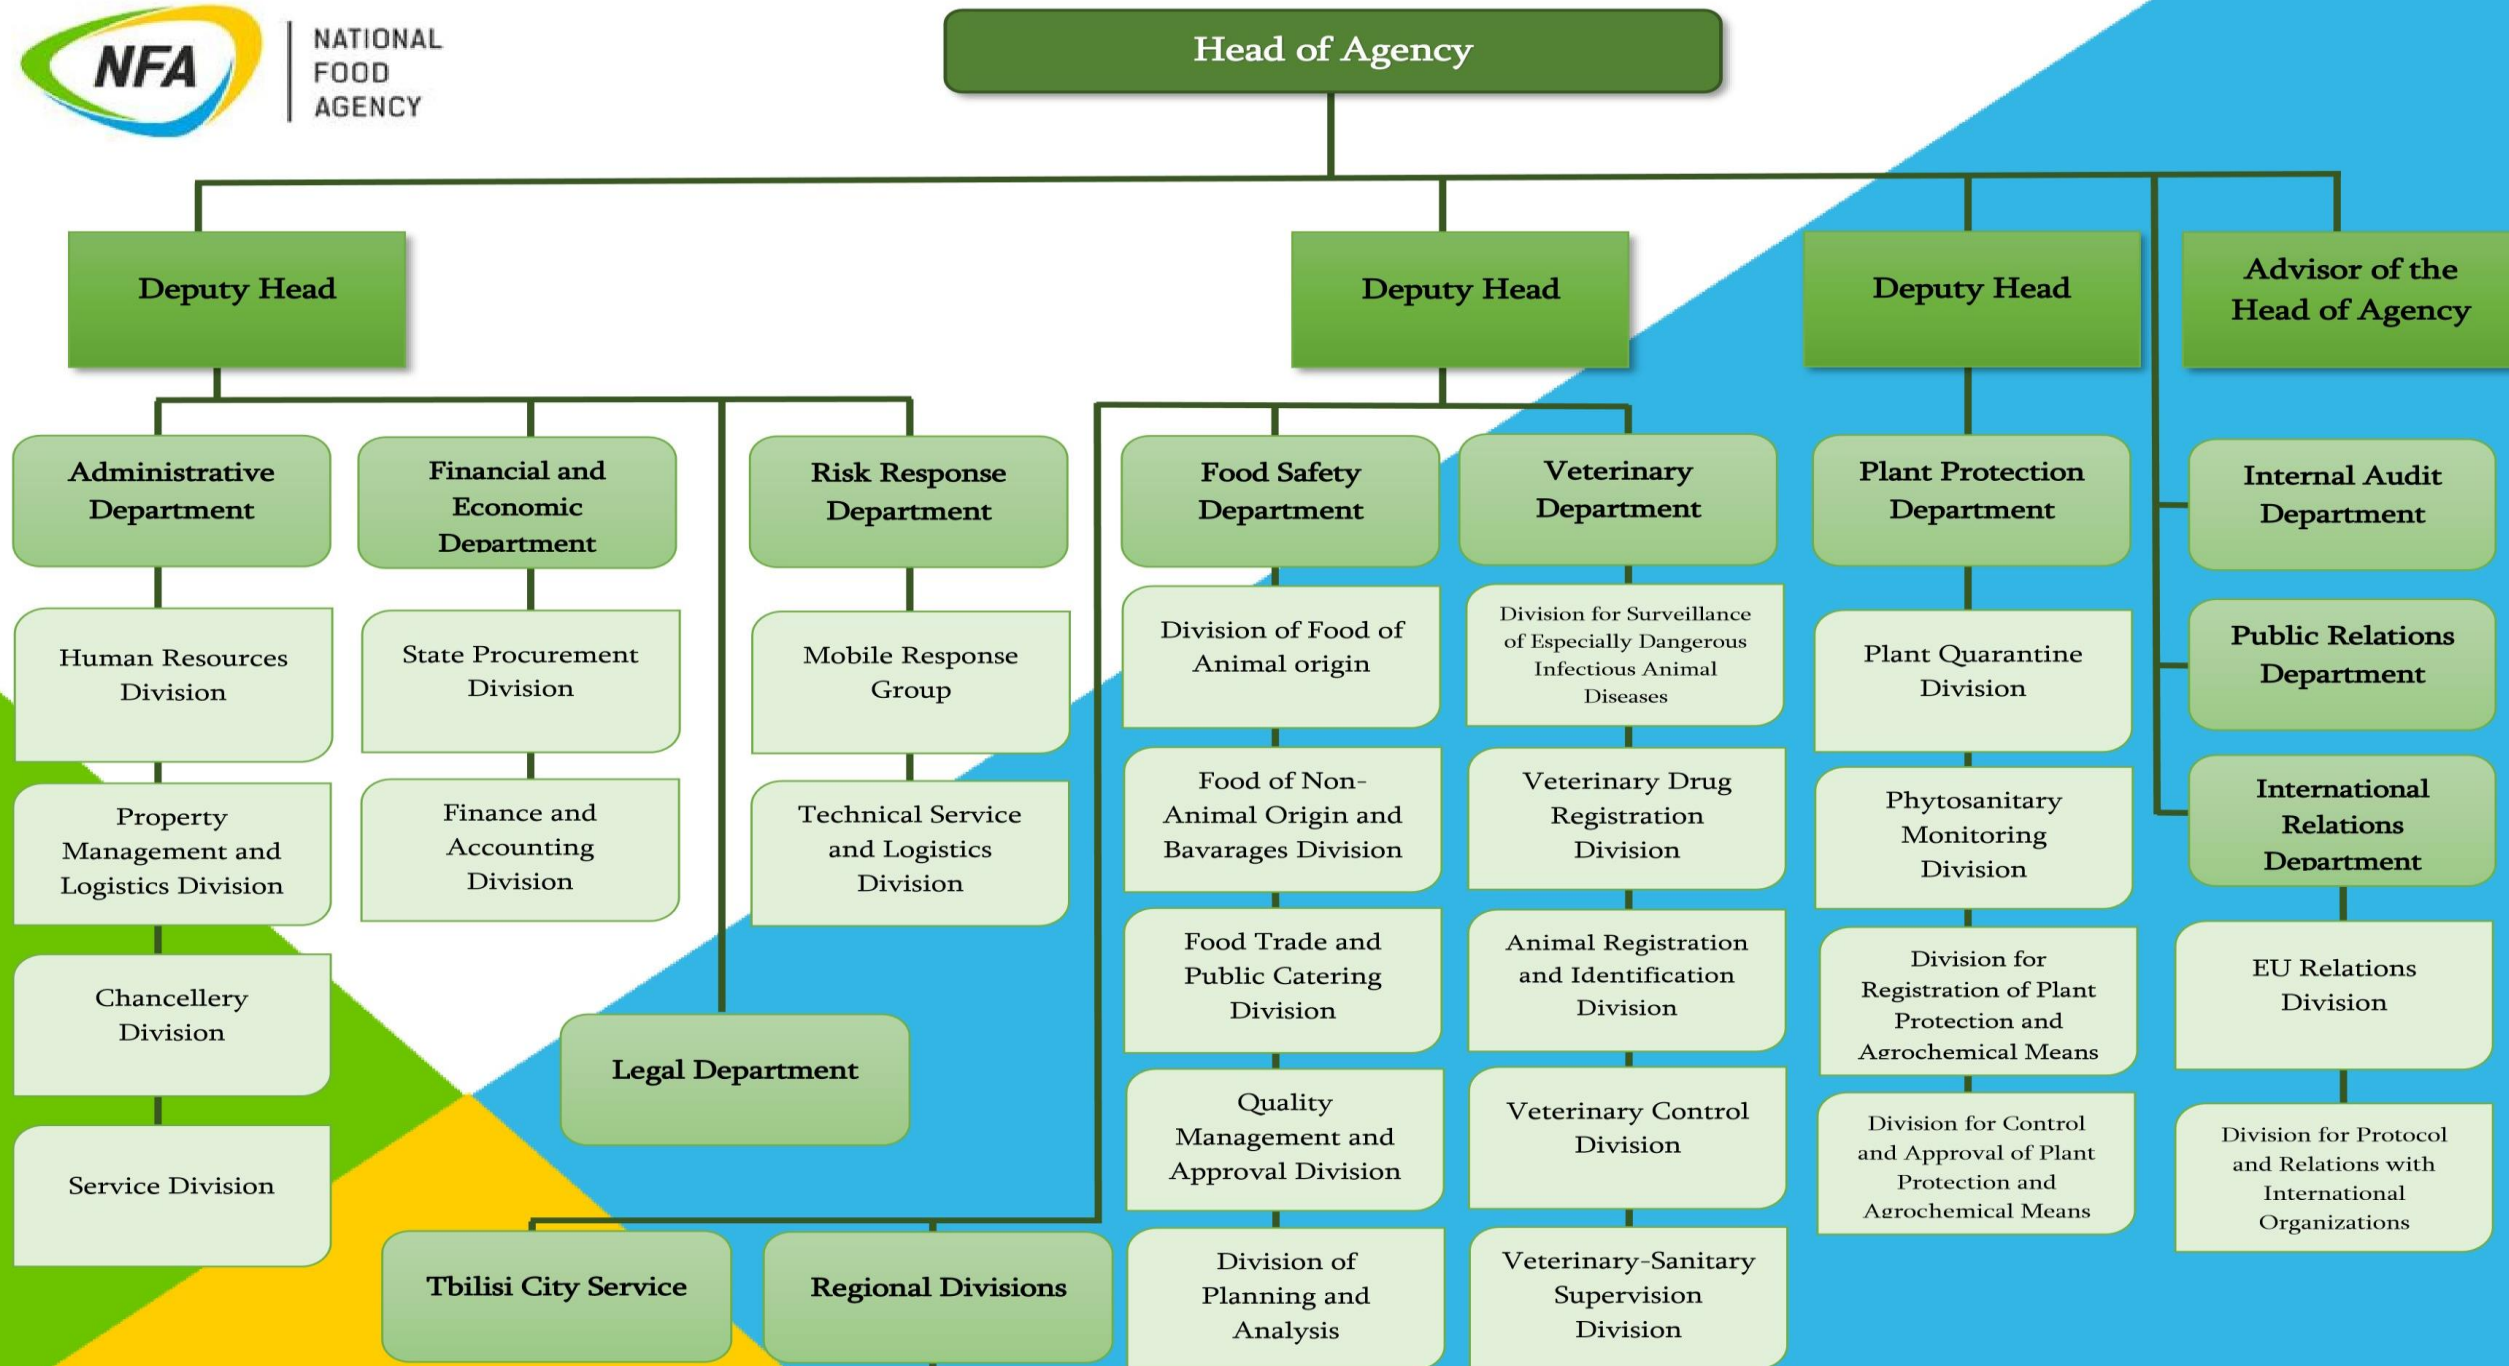 NFA
NATIONAL
FOOD
AGENCY
Head of Agency
Deputy Head
Deputy Head
Deputy Head
Advisor of the
Head of Agency
Administrative
Department
Human Resources
Division
Property
Management and
Logistics Division
Chancellery
Division
Service Division
Financial and
Economic
Department
State Procurement
Division
Finance and
Accounting
Division
Risk Response
Department
Mobile Response
Group
Technical Service
and Logistics
Division
Legal Department
Tbilisi City Service
Regional Divisions
Food Safety
Department
Division of Food of
Animal origin
Food of Non-
Animal Origin and
Bavarages Division
Food Trade and
Public Catering
Division
Quality
Management and
Approval Division
Division of
Planning and
Analysis
Veterinary
Department
Division for Surveillance
of Especially Dangerous
Infectious Animal
Diseases
Veterinary Drug
Registration
Division
Animal Registration
and Identification
Division
Veterinary Control
Division
Veterinary-Sanitary
Supervision
Division
Plant Protection
Department
Plant Quarantine
Division
Phytosanitary
Monitoring
Division
Division for
Registration of Plant
Protection and
Agrochemical Means
Division for Control
and Approval of Plant
Protection and
Agrochemical Means
Internal Audit
Department
Public Relations
Department
International
Relations
Department
EU Relations
Division
Division for Protocol
and Relations with
International
Organizations